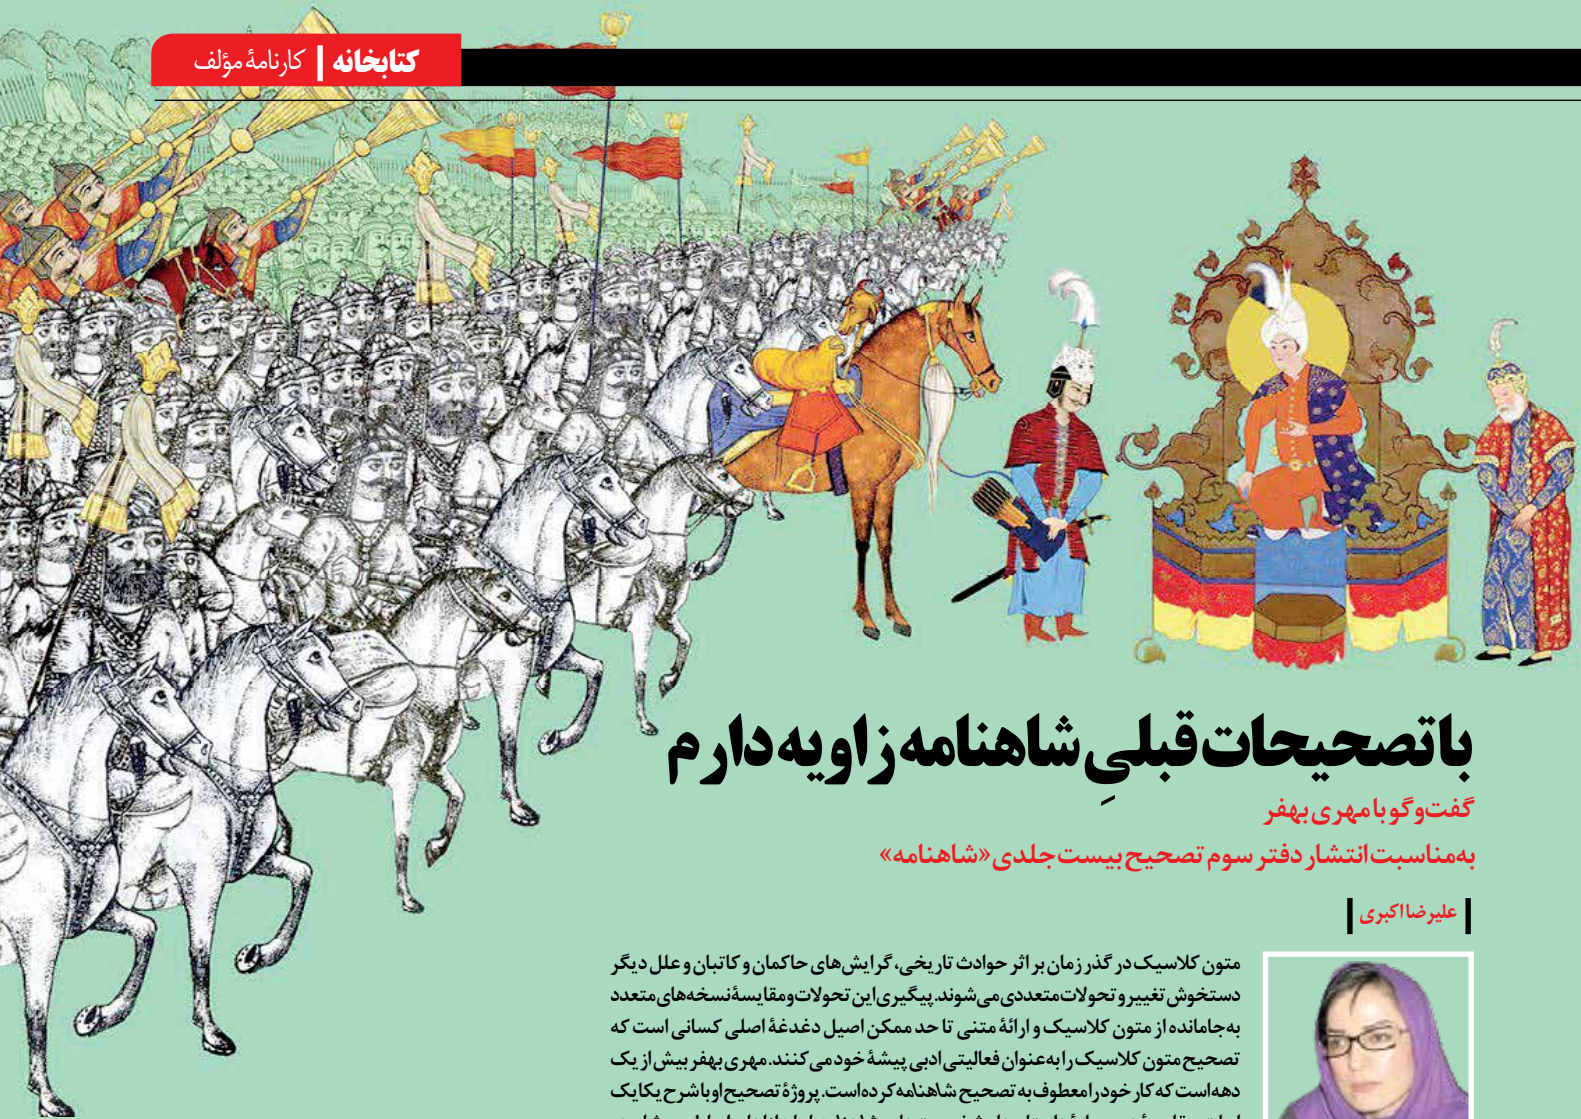 کتابخانه | کارنامهٔ مؤلف
با تصحیحات قبلیِ شاهنامه زاویه دارم
گفت‌وگو با مهری بهفر
به‌مناسبت انتشار دفتر سوم تصحیح بیست جلدی «شاهنامه»
| علیرضا اکبری |
متون کلاسیک در گذر زمان بر اثر حوادث تاریخی، گرایش‌های حاکمان و کاتبان و علل دیگر
دستخوش تغییر و تحولات متعددی می‌شوند. پیگیری این تحولات و مقایسهٔ نسخه‌های متعدد
به‌جامانده از متون کلاسیک و ارائهٔ متنی تا حد ممکن اصیل دغدغهٔ اصلی کسانی است که
تصحیح متون کلاسیک را به‌عنوان فعالیتی ادبی پیشهٔ خود می‌کنند. مهری بهفر بیش از یک
دهه است که کار خود را معطوف به تصحیح شاهنامه کرده‌است. پروژهٔ تصحیح او با شرح یکایک